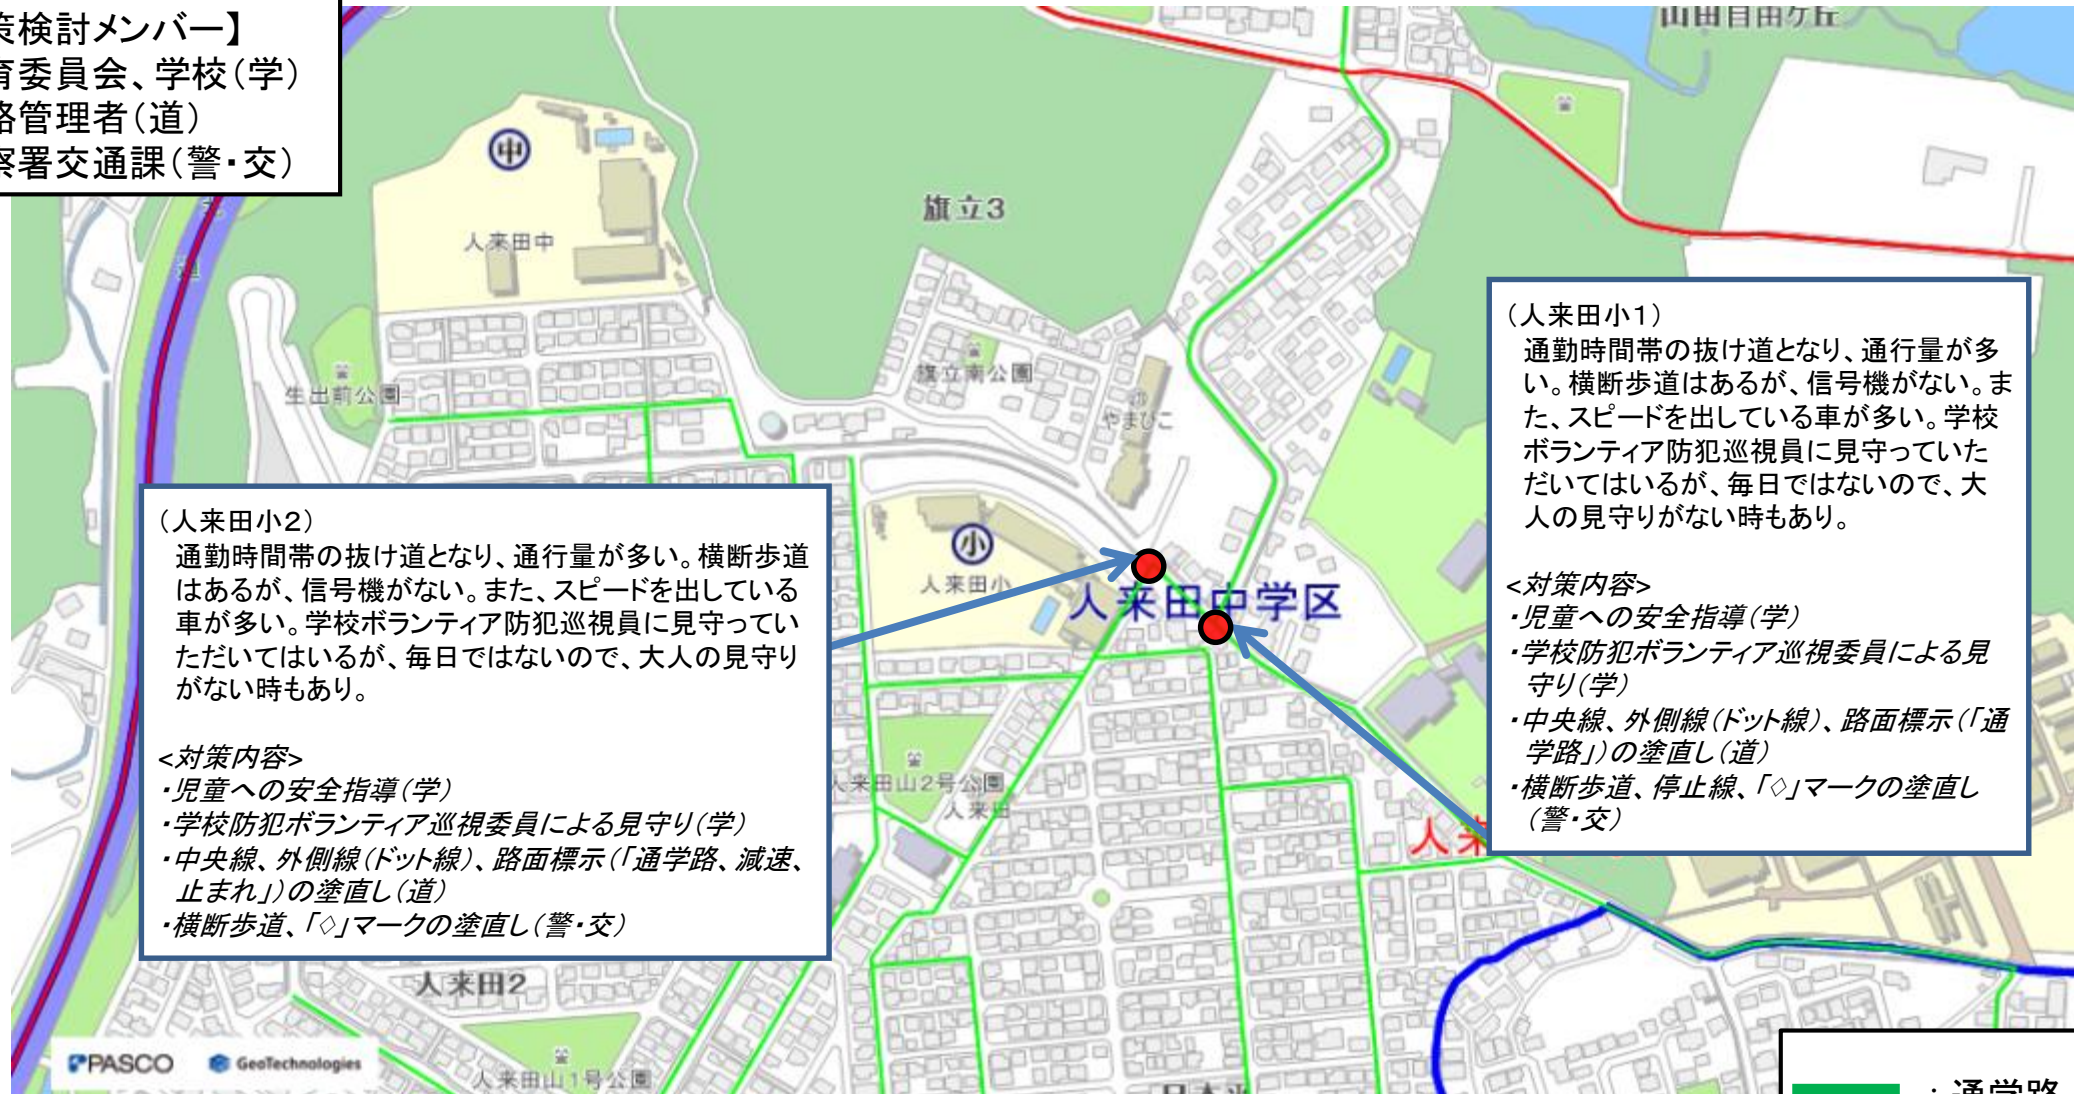 策検討メンバー】
育委員会、学校(学)
路管理者(道)
察署交通課(警・交)
山田自由ケ丘
中
人来田中
旗立3
旗立南公園
生出前公園
やまびこ
小
人来田小
人来田中学区
(人来田小1)
通勤時間帯の抜け道となり、通行量が多
い。横断歩道はあるが、信号機がない。ま
た、スピードを出している車が多い。学校
ボランティア防犯巡視員に見守っていた
だいてはいるが、毎日ではないので、大
人の見守りがない時もあり。
<対策内容>
・児童への安全指導(学)
・学校防犯ボランティア巡視委員による見
守り(学)
・中央線、外側線(ドット線)、路面標示(「通
学路」)の塗直し(道)
・横断歩道、停止線、「◇」マークの塗直し
(警・交)
(人来田小2)
通勤時間帯の抜け道となり、通行量が多い。横断歩道
はあるが、信号機がない。また、スピードを出している
車が多い。学校ボランティア防犯巡視員に見守ってい
ただいてはいるが、毎日ではないので、大人の見守り
がない時もあり。
<対策内容>
・児童への安全指導(学)
・学校防犯ボランティア巡視委員による見守り(学)
・中央線、外側線(ドット線)、路面標示(「通学路、減速、
止まれ」)の塗直し(道)
・横断歩道、「◇」マークの塗直し(警・交)
人来田山2号公園
人来田
人来
人来田2
人来田山1号公園
PASCO
GeoTechnologies
:通学路